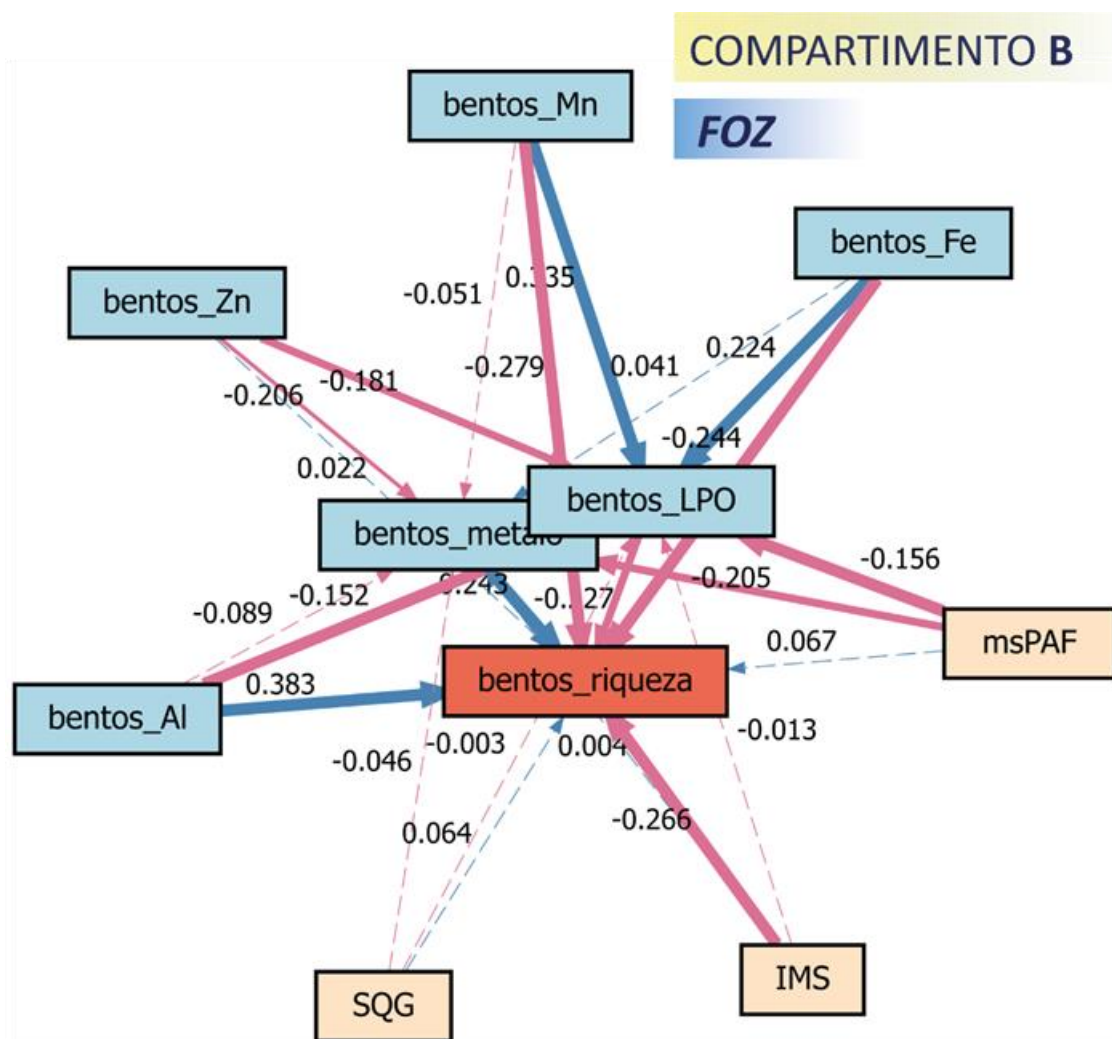 COMPARTIMENTO B
FOZ
bentos_Mn
bentos_Fe
bentos_Zn
-0.051
-0.279
0.041
0.224
-0.206
-0.181
-0.244
0.022
bentos_LPO
-0.156
-0.205
-0.089
-0.152
0.067
msPAF
bentos_riqueza
bentos_Al
0.383
-0.046
-0.003
0.004
-0.013
0.064
-0.266
SQG
IMS